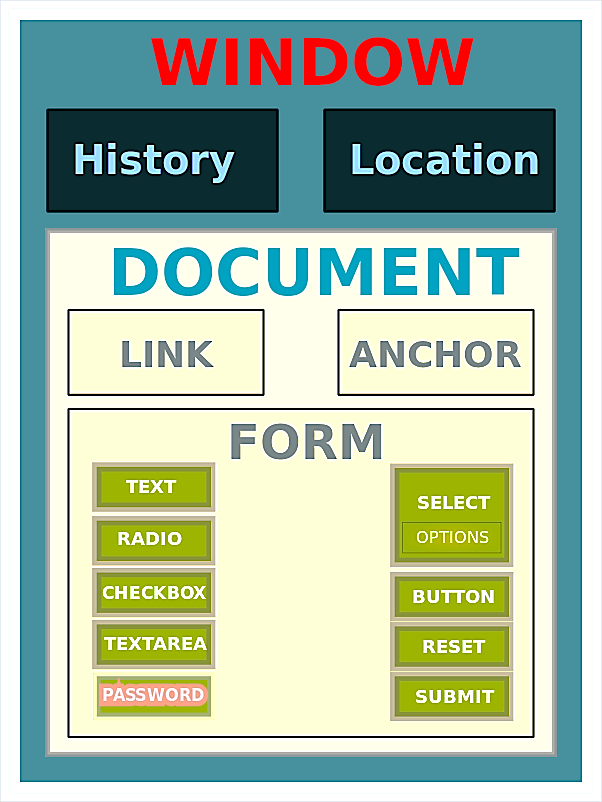 WINDOW
History
Location
DOCUMENT
LINK
ANCHOR
FORM
TEXT
RADIO
CHECKBOX
TEXTAREA
PASSWORD
SELECT
OPTIONS
BUTTON
RESET
SUBMIT